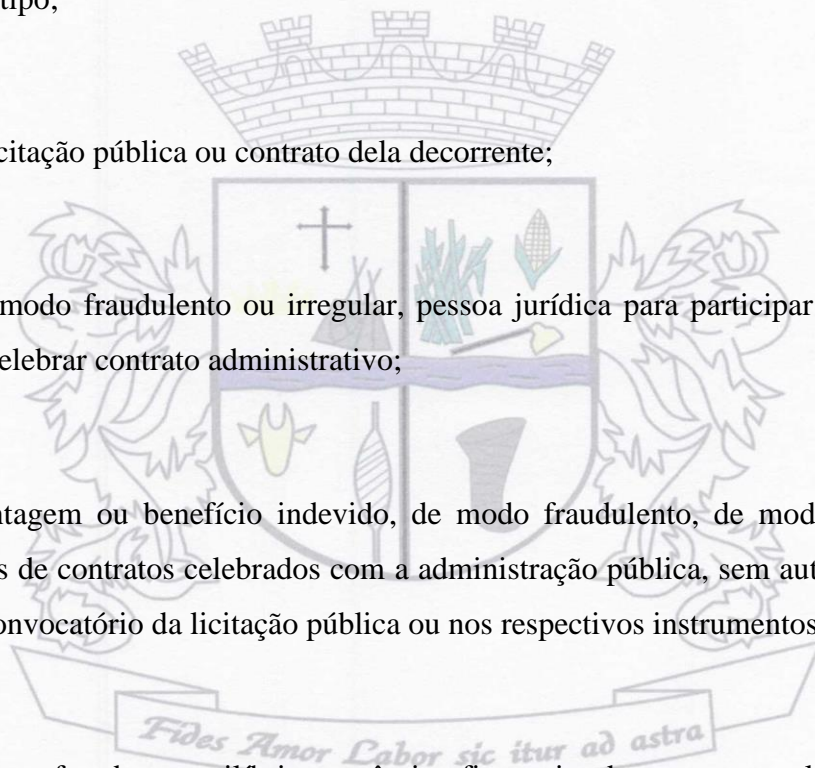 tipo;
citação pública ou contrato dela decorrente;
modo fraudulento ou irregular, pessoa jurídica para participar
elebrar contrato administrativo;
ntagem ou benefício indevido, de modo fraudulento, de mod
s de contratos celebrados com a administração pública, sem aut
onvocatório da licitação pública ou nos respectivos instrumentos
Fides Amor Labor sic itur ad astra